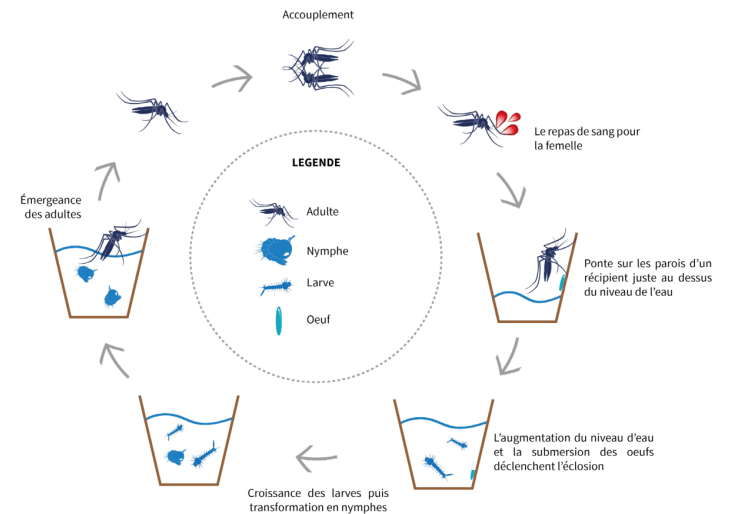 Accouplement
Le repas de sang pour
la femelle
Ponte sur les parois d'un
récipient juste au dessus
du niveau de l'eau
L'augmentation du niveau d'eau
et la submersion des oeufs
déclenchent l'éclosion
Croissance des larves puis
transformation en nymphes
Émergeance
des adultes
LEGENDE
Adulte
Nymphe
Larve
Oeuf